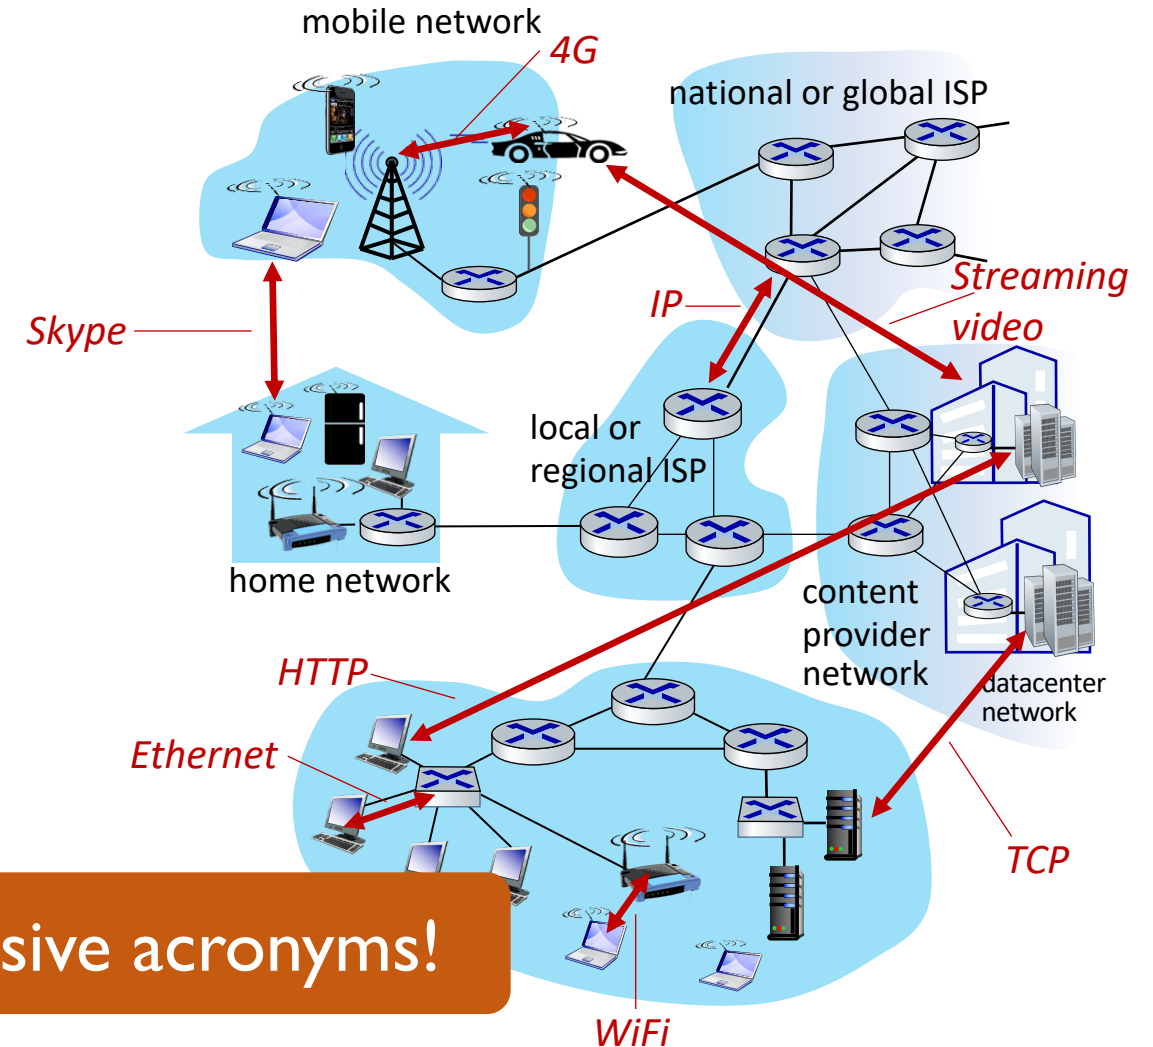 mobile network
4G
national or global ISP
Skype
IP
Streaming
video
local or
regional ISP
home network
content
provider
network
datacenter
network
HTTP
Ethernet
TCP
sive acronyms!
WiFi